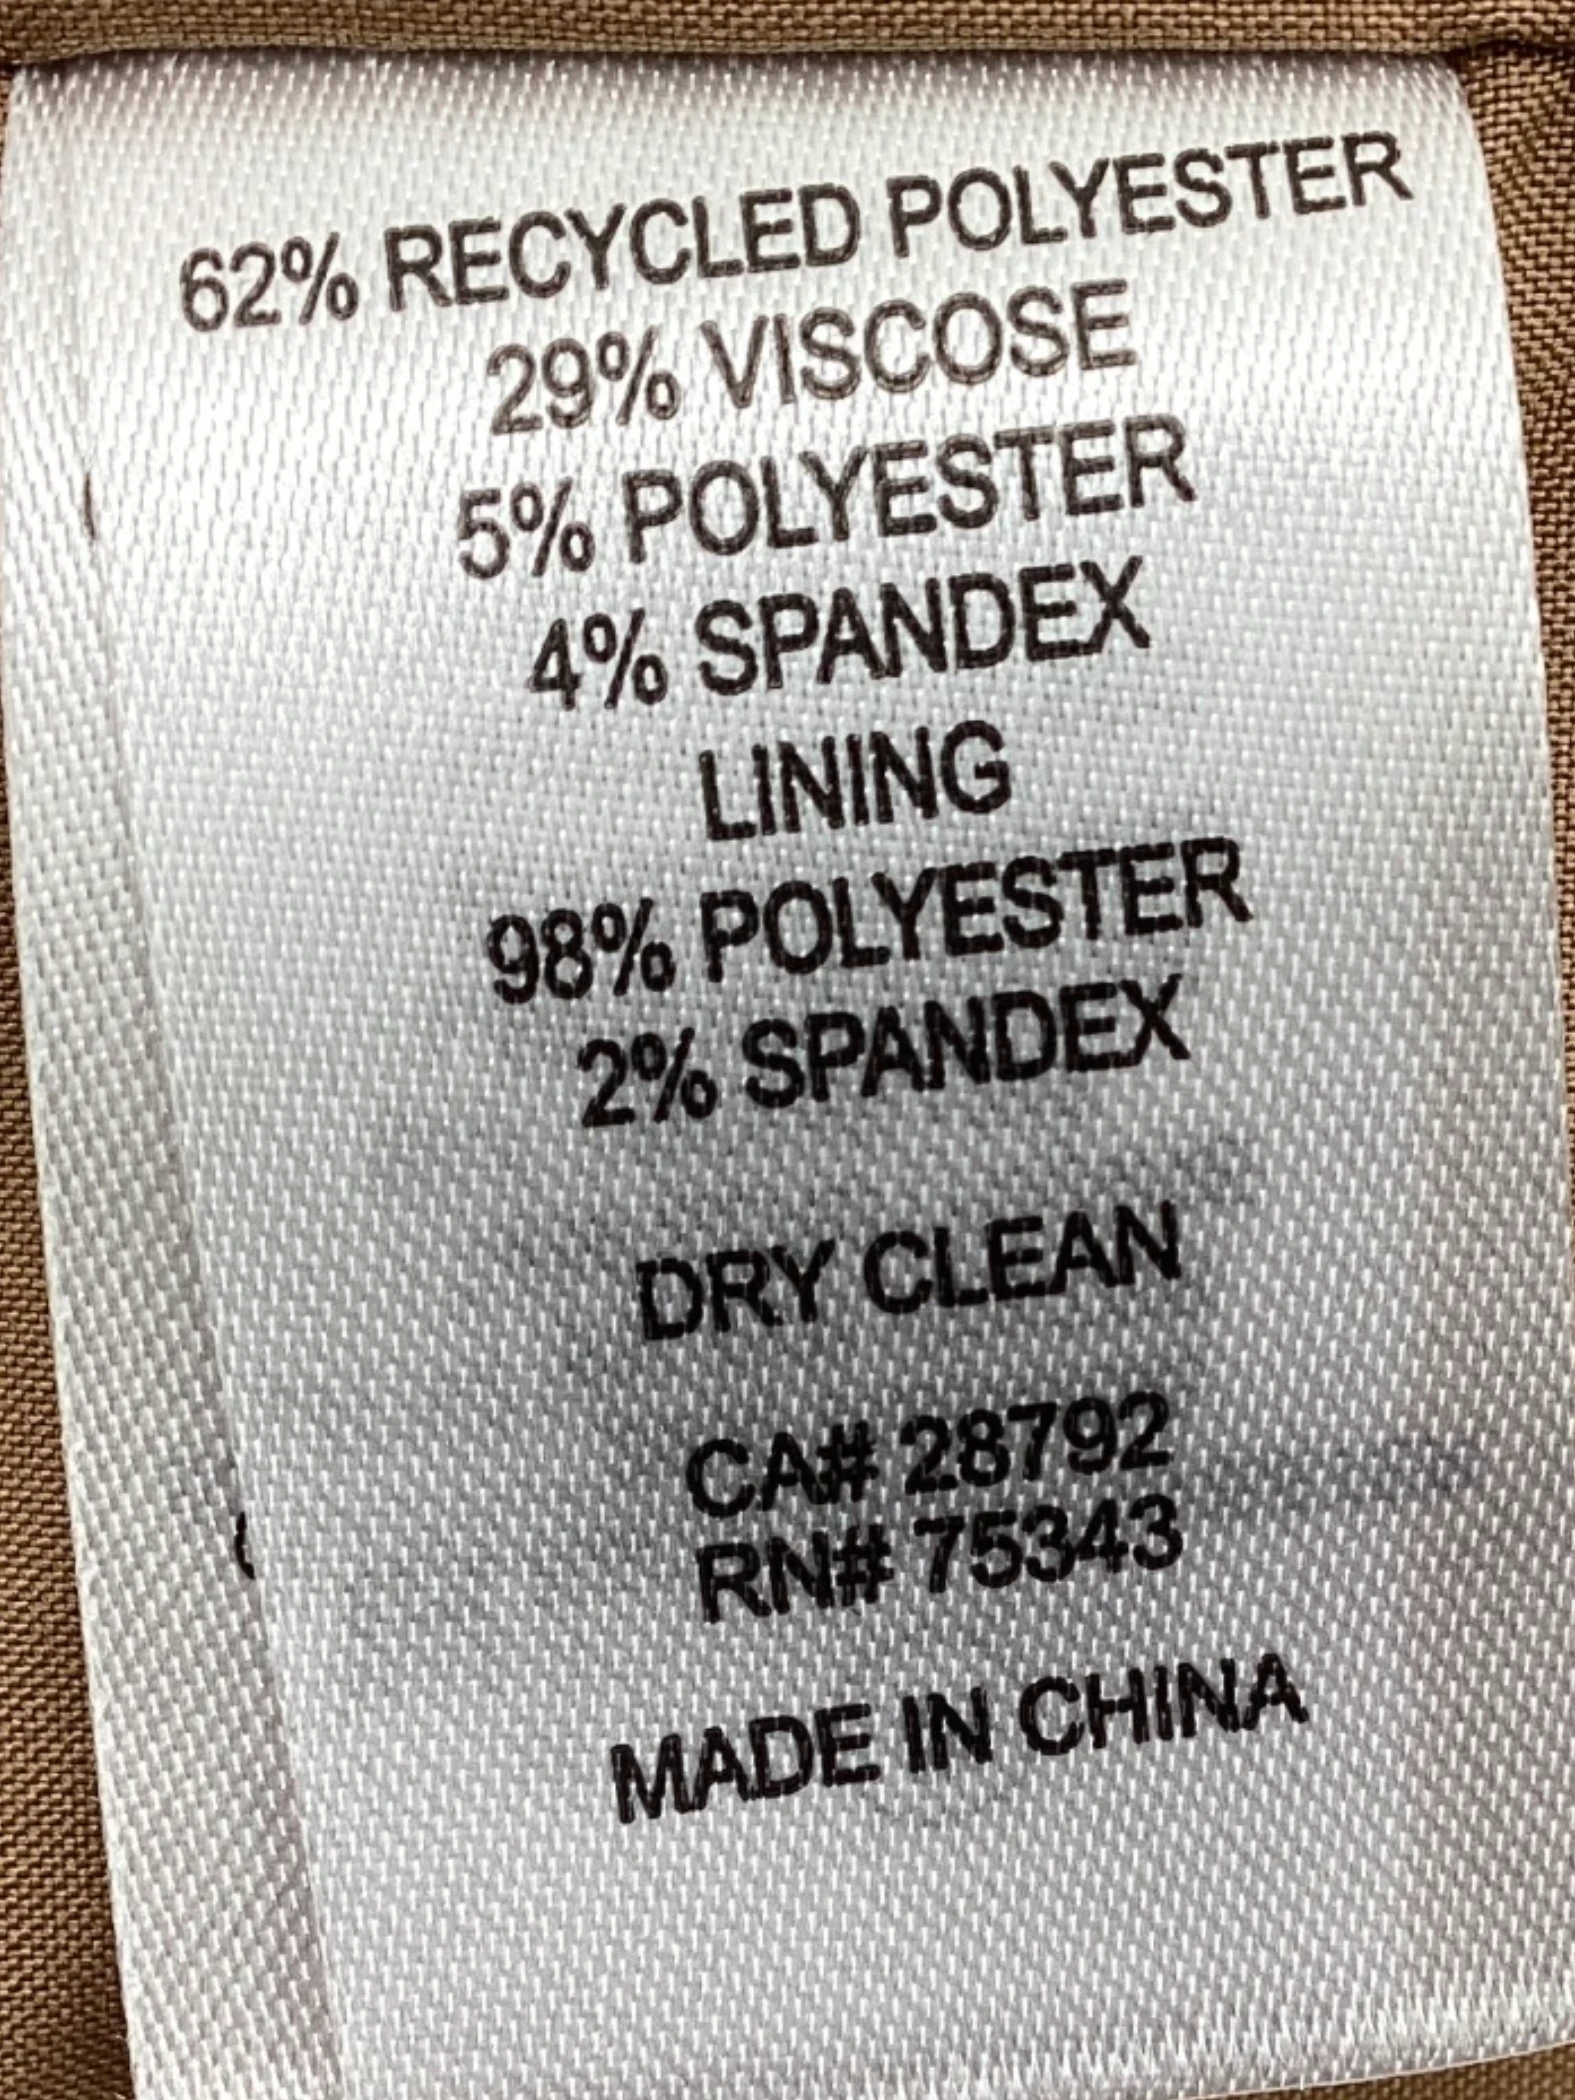 62% RECYCLED POLYESTER
29% VISCOSE
5% POLYESTER
4% SPANDEX
LINING
98% POLYESTER
2% SPANDEX
DRY CLEAN
CA# 28792
RN# 75343
MADE IN CHINA